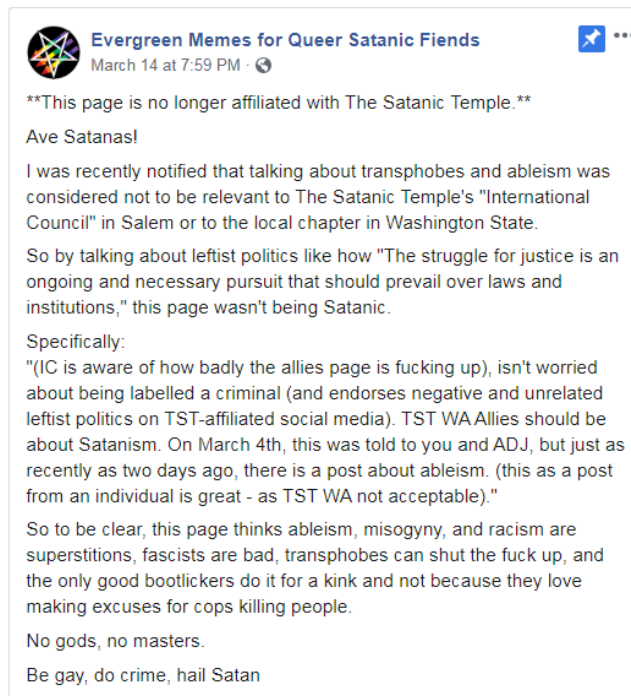 Evergreen Memes for Queer Satanic Fiends
March 14 at 7:59 PM ·
**This page is no longer affiliated with The Satanic Temple.**
Ave Satanas!
I was recently notified that talking about transphobes and ableism was
considered not to be relevant to The Satanic Temple's "International
Council" in Salem or to the local chapter in Washington State.
So by talking about leftist politics like how "The struggle for justice is an
ongoing and necessary pursuit that should prevail over laws and
institutions," this page wasn't being Satanic.
Specifically:
"(IC is aware of how badly the allies page is fucking up), isn't worried
about being labelled a criminal (and endorses negative and unrelated
leftist politics on TST-affiliated social media). TST WA Allies should be
about Satanism. On March 4th, this was told to you and ADJ, but just as
recently as two days ago, there is a post about ableism. (this as a post
from an individual is great - as TST WA not acceptable)."
So to be clear, this page thinks ableism, misogyny, and racism are
superstitions, fascists are bad, transphobes can shut the fuck up, and
the only good bootlickers do it for a kink and not because they love
making excuses for cops killing people.
No gods, no masters.
Be gay, do crime, hail Satan